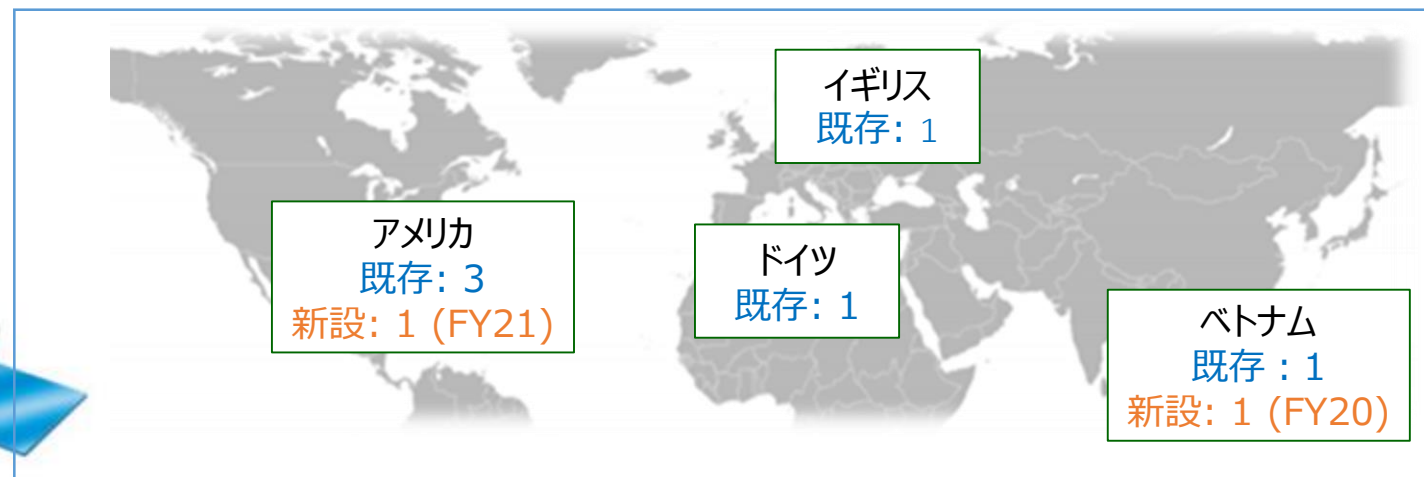 イギリス
既存: 1
アメリカ
既存: 3
新設: 1 (FY21)
ドイツ
既存: 1
ベトナム
既存 : 1
新設: 1 (FY20)